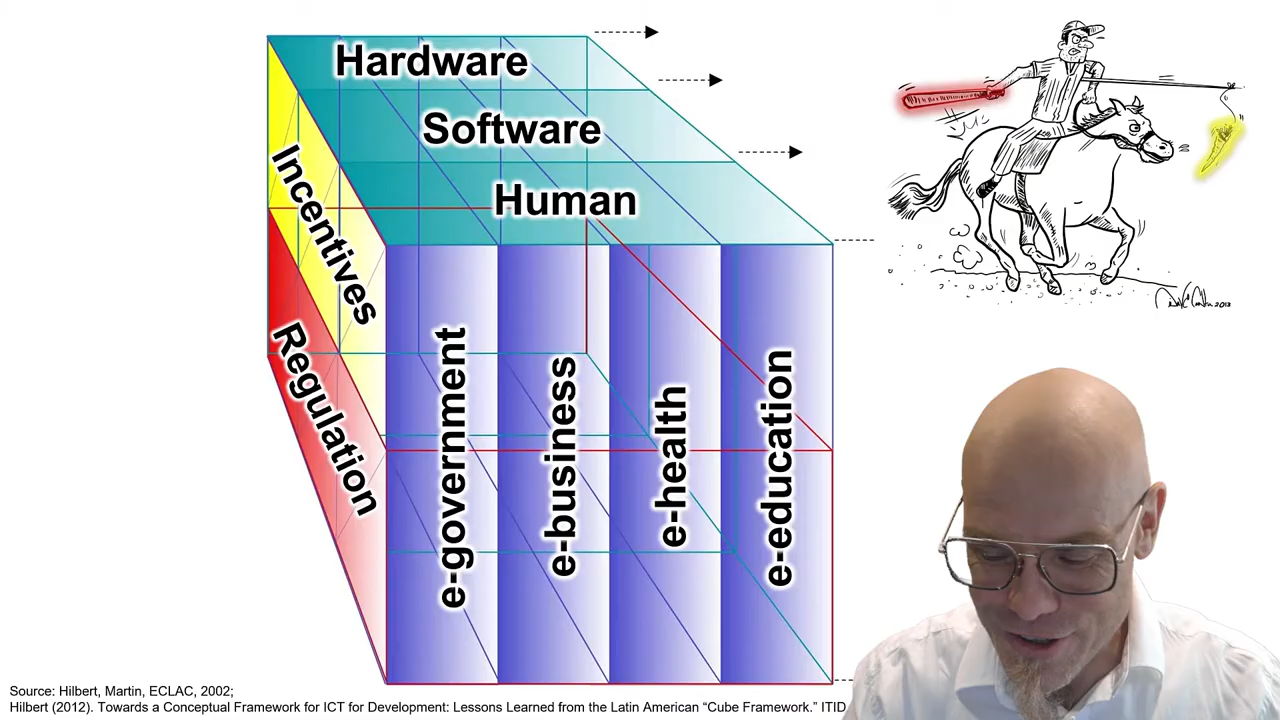 Hardware
Software
Human
Incentives
Regulation
e-government
e-business
e-health
e-education
Source: Hilbert, Martin, ECLAC, 2002;
Hilbert (2012). Towards a Conceptual Framework for ICT for Development: Lessons Learned from the Latin American “Cube Framework.” ITID